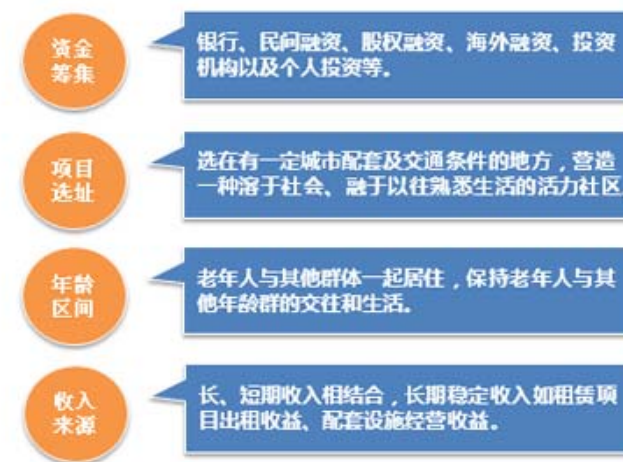 资金
筹集
银行、民间融资、股权融资、海外融资、投资
机构以及个人投资等。
项目
选址
选在有一定城市配套及交通条件的地方，营造
一种溶于社会、融于以往熟悉生活的活力社区
年龄
区间
老年人与其他群体一起居住，保持老年人与其
他年龄群的交往和生活。
收入
来源
长、短期收入相结合，长期稳定收入如租赁项
目出租收益、配套设施经营收益。